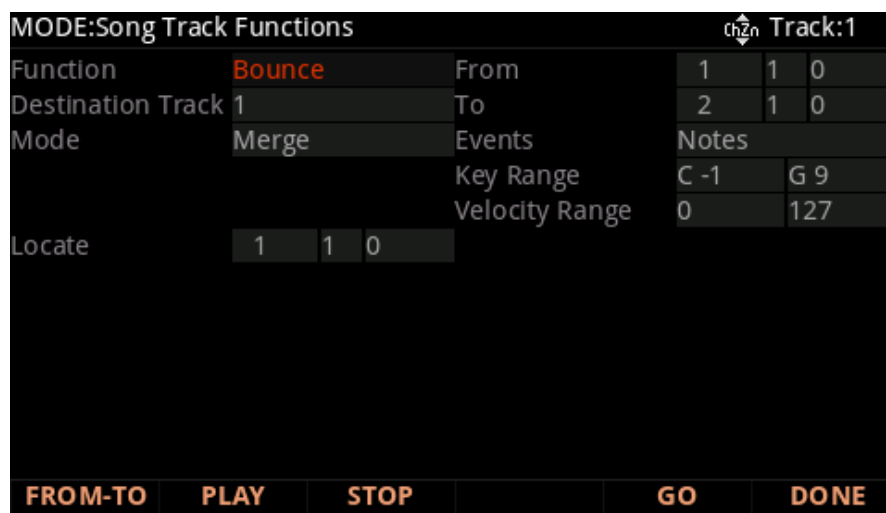 MODE:Song Track Functions ChZn Track:1
Function Bounce From 1 1 0
Destination Track 1 To 2 1 0
Mode Merge Events Notes
Key Range C -1 G 9
Velocity Range 0 127
Locate 1 1 0
FROM-TO PLAY STOP GO DONE